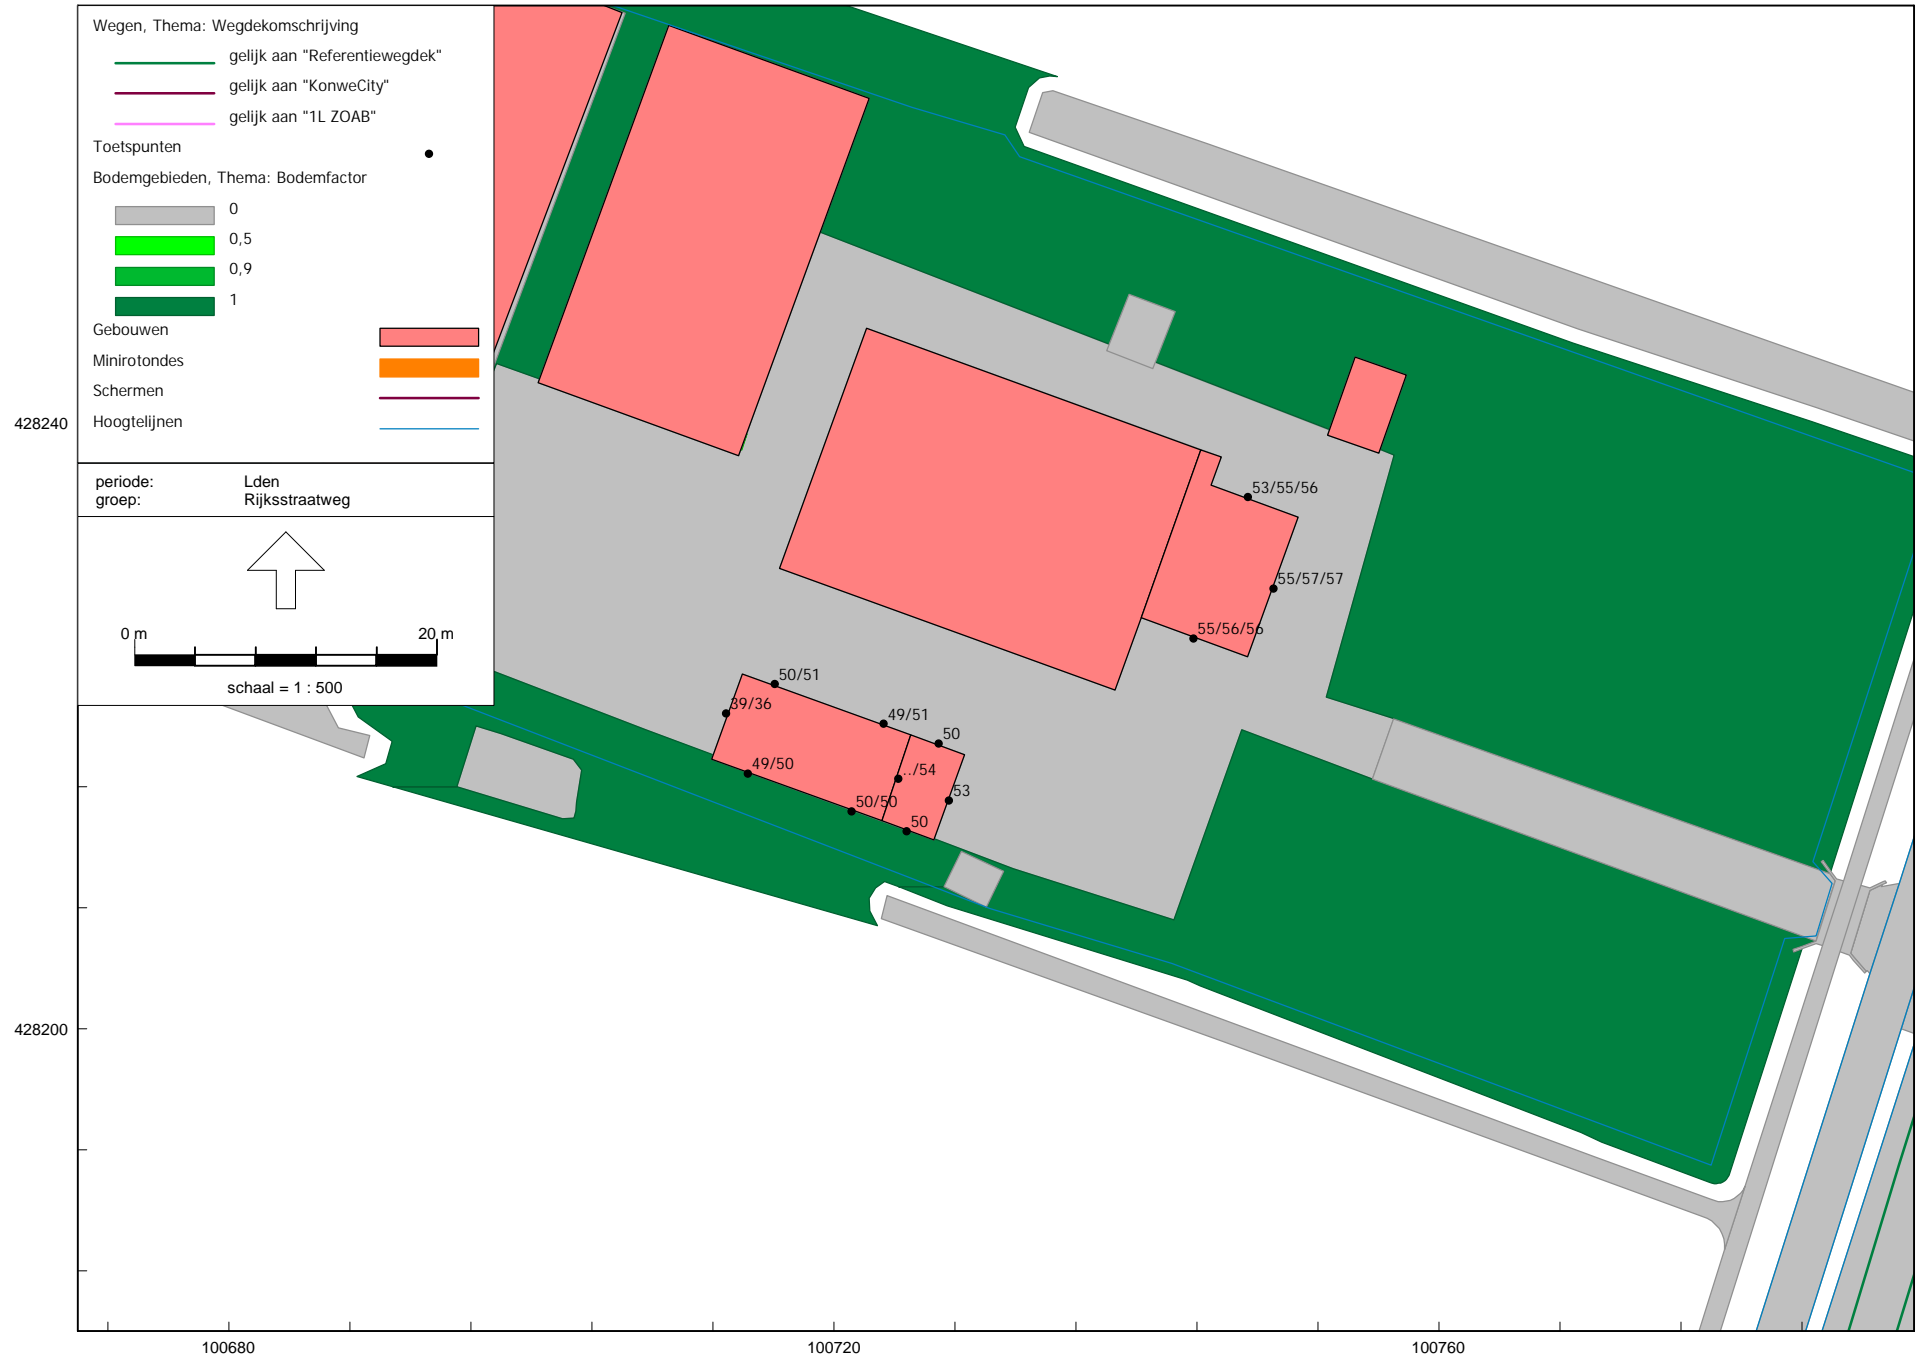 Wegen, Thema: Wegdekomschrijving
gelijk aan "Referentiewegdek"
gelijk aan "KonweCity"
gelijk aan "1L ZOAB"
Toetspunten
Bodemgebieden, Thema: Bodemfactor
0
0,5
0,9
1
Gebouwen
Minirotondes
Schermen
Hoogtelijnen
periode: Lden
groep: Rijksstraatweg
0 m 20 m
schaal = 1 : 500
428240
428200
53/55/56
55/57/57
55/56/56
50/51
39/36
49/51
50
49/50
../54
53
50/50
50
100680 100720 100760